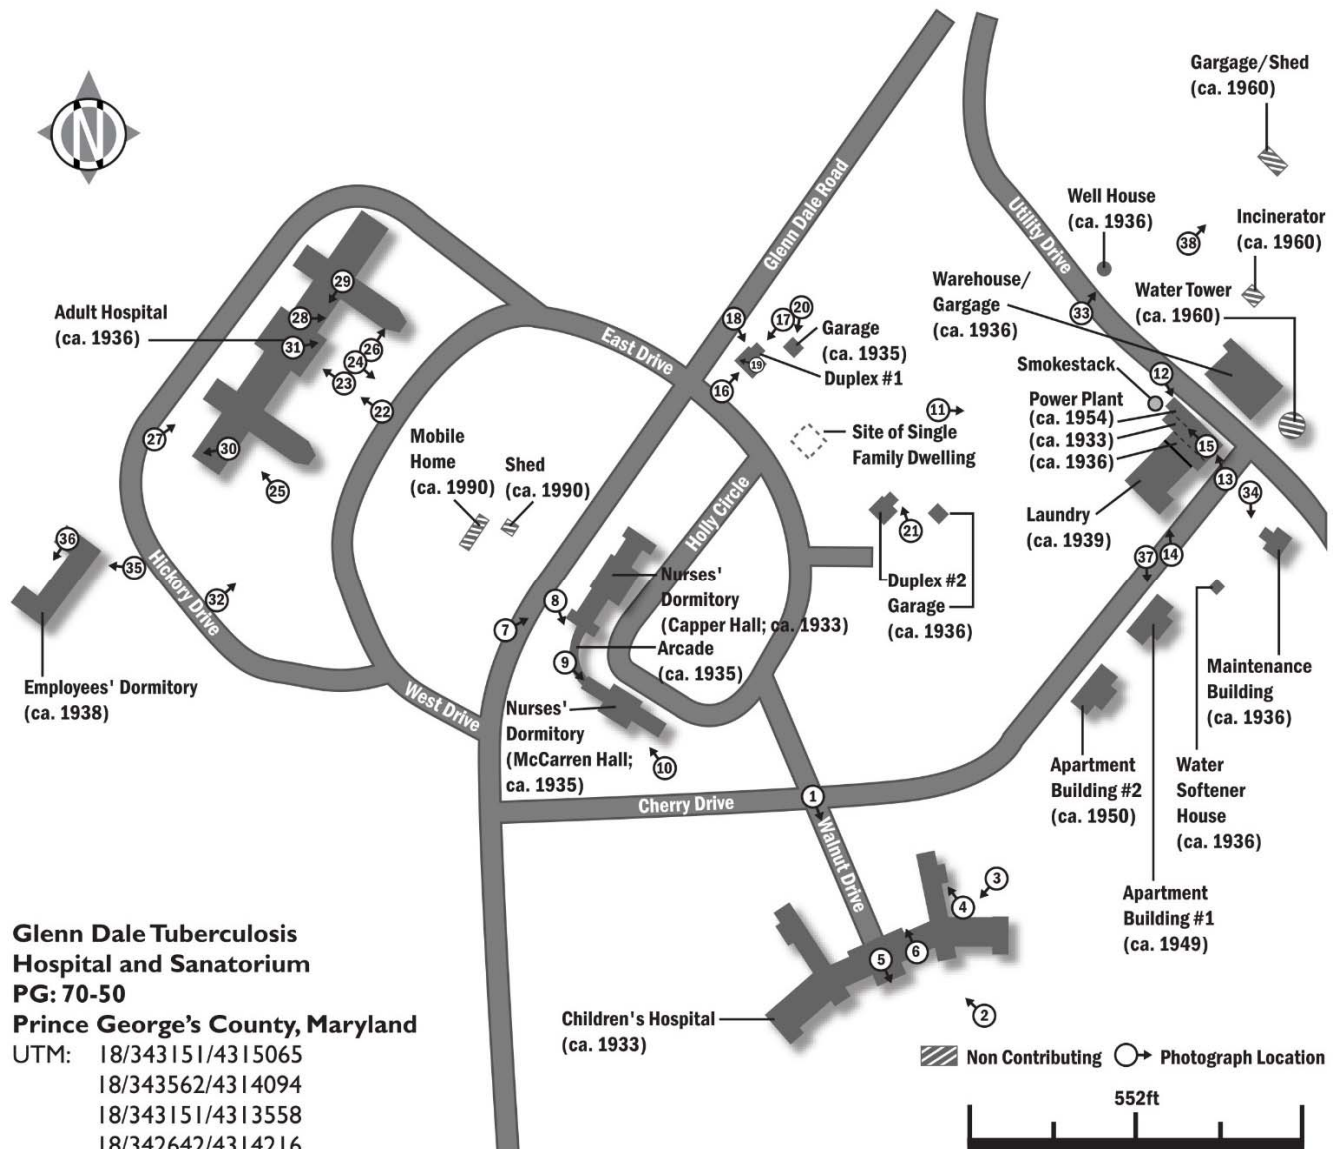 N
Gargage/Shed
(ca. 1960)
Glenn Dale Road
Utility Drive
Well House
(ca. 1936)
38
Incinerator
(ca. 1960)
Warehouse/
Gargage
(ca. 1936)
Water Tower
(ca. 1960)
33
29
28
31
Adult Hospital
(ca. 1936)
26
24
23
22
East Drive
18
17
20
19
16
Garage
(ca. 1935)
Duplex #1
Smokestack
12
Power Plant
(ca. 1954)
(ca. 1933)
(ca. 1936)
15
13
11
Site of Single
Family Dwelling
27
30
25
Mobile
Home
(ca. 1990)
Shed
(ca. 1990)
Holly Circle
34
21
Laundry
(ca. 1939)
37
14
36
35
Hickory Drive
32
8
7
9
Nurses'
Dormitory
(Capper Hall; ca. 1933)
Arcade
(ca. 1935)
Duplex #2
Garage
(ca. 1936)
Employees' Dormitory
(ca. 1938)
West Drive
Nurses'
Dormitory
(McCarren Hall;
ca. 1935)
10
Maintenance
Building
(ca. 1936)
Apartment
Building #2
(ca. 1950)
Water
Softener
House
(ca. 1936)
Cherry Drive
1
Walnut Drive
3
4
Apartment
Building #1
(ca. 1949)
5
6
2
Children's Hospital
(ca. 1933)
Glenn Dale Tuberculosis
Hospital and Sanatorium
PG: 70-50
Prince George's County, Maryland
UTM: 18/343151/4315065
18/343562/4314094
18/343151/4313558
18/342642/4314216
Non Contributing
Photograph Location
552ft